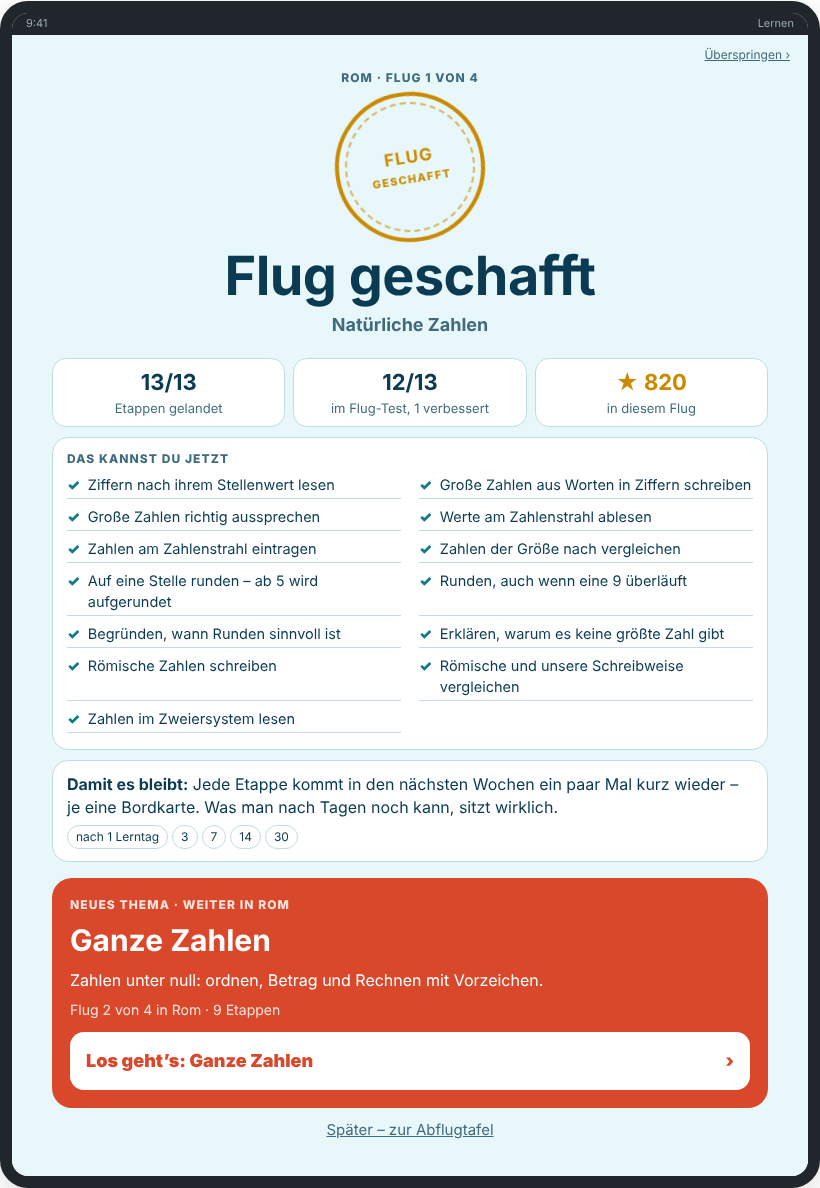 9:41
Lernen
Überspringen ›
ROM · FLUG 1 VON 4
FLUG
GESCHAFFT
Flug geschafft
Natürliche Zahlen
13/13
Etappen gelandet
12/13
im Flug-Test, 1 verbessert
★ 820
in diesem Flug
DAS KANNST DU JETZT
✔ Ziffern nach ihrem Stellenwert lesen
✔ Große Zahlen aus Worten in Ziffern schreiben
✔ Große Zahlen richtig aussprechen
✔ Werte am Zahlenstrahl ablesen
✔ Zahlen am Zahlenstrahl eintragen
✔ Zahlen der Größe nach vergleichen
✔ Auf eine Stelle runden – ab 5 wird
aufgerundet
✔ Runden, auch wenn eine 9 überläuft
✔ Begründen, wann Runden sinnvoll ist
✔ Erklären, warum es keine größte Zahl gibt
✔ Römische Zahlen schreiben
✔ Römische und unsere Schreibweise
vergleichen
✔ Zahlen im Zweiersystem lesen
Damit es bleibt: Jede Etappe kommt in den nächsten Wochen ein paar Mal kurz wieder –
je eine Bordkarte. Was man nach Tagen noch kann, sitzt wirklich.
nach 1 Lerntag 3 7 14 30
NEUES THEMA · WEITER IN ROM
Ganze Zahlen
Zahlen unter null: ordnen, Betrag und Rechnen mit Vorzeichen.
Flug 2 von 4 in Rom · 9 Etappen
Los geht’s: Ganze Zahlen ›
Später – zur Abflugtafel